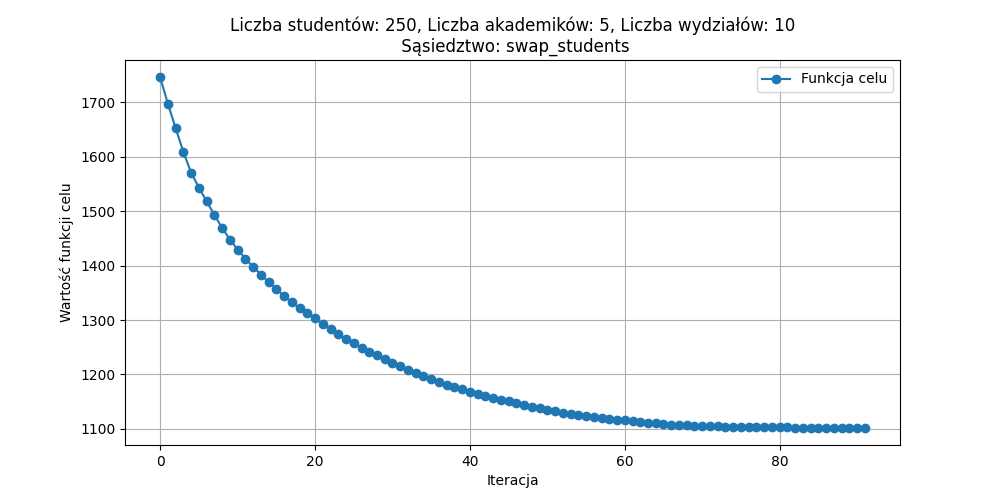 Liczba studentów: 250, Liczba akademików: 5, Liczba wydziałów: 10
Sąsiedztwo: swap_students
Funkcja celu
Wartość funkcji celu
1700
1600
1500
1400
1300
1200
1100
0
20
40
60
80
Iteracja